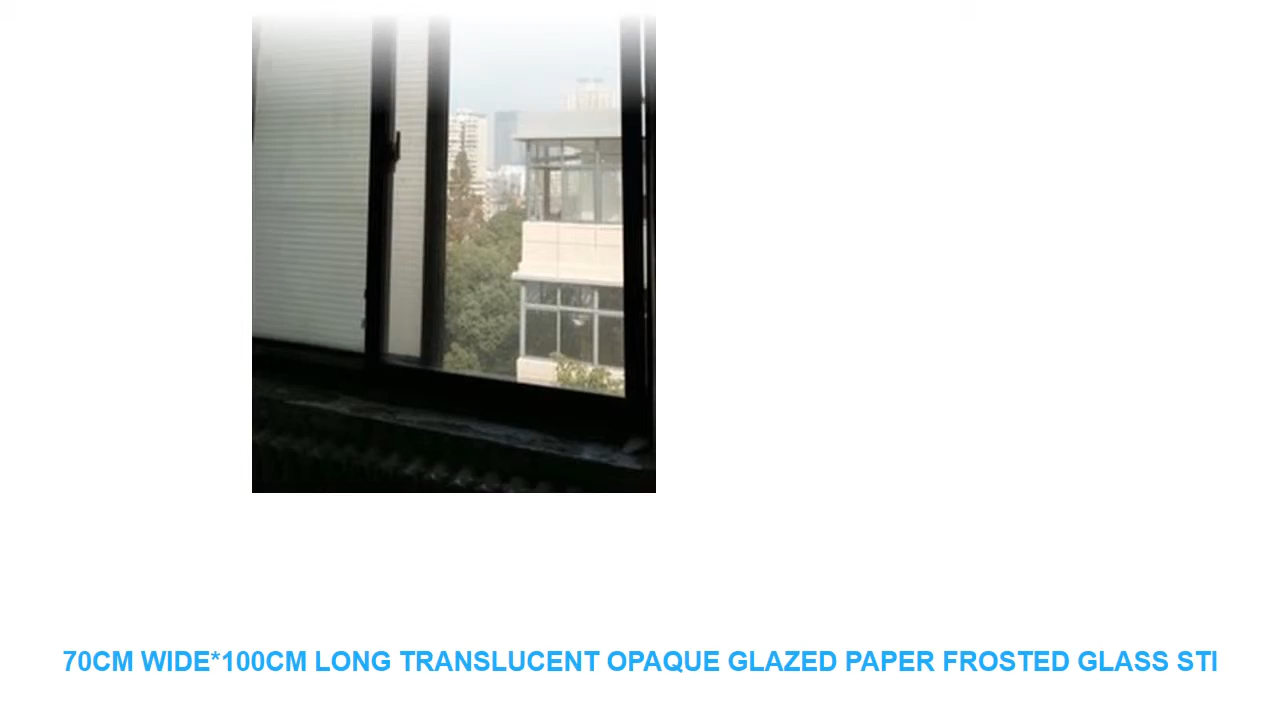 70CM WIDE*100CM LONG TRANSLUCENT OPAQUE GLAZED PAPER FROSTED GLASS STI